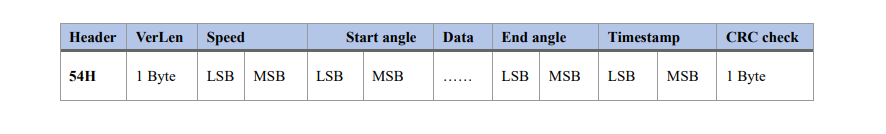 Header VerLen Speed Start angle Data End angle Timestamp CRC check
54H 1 Byte LSB MSB LSB MSB …… LSB MSB LSB MSB 1 Byte